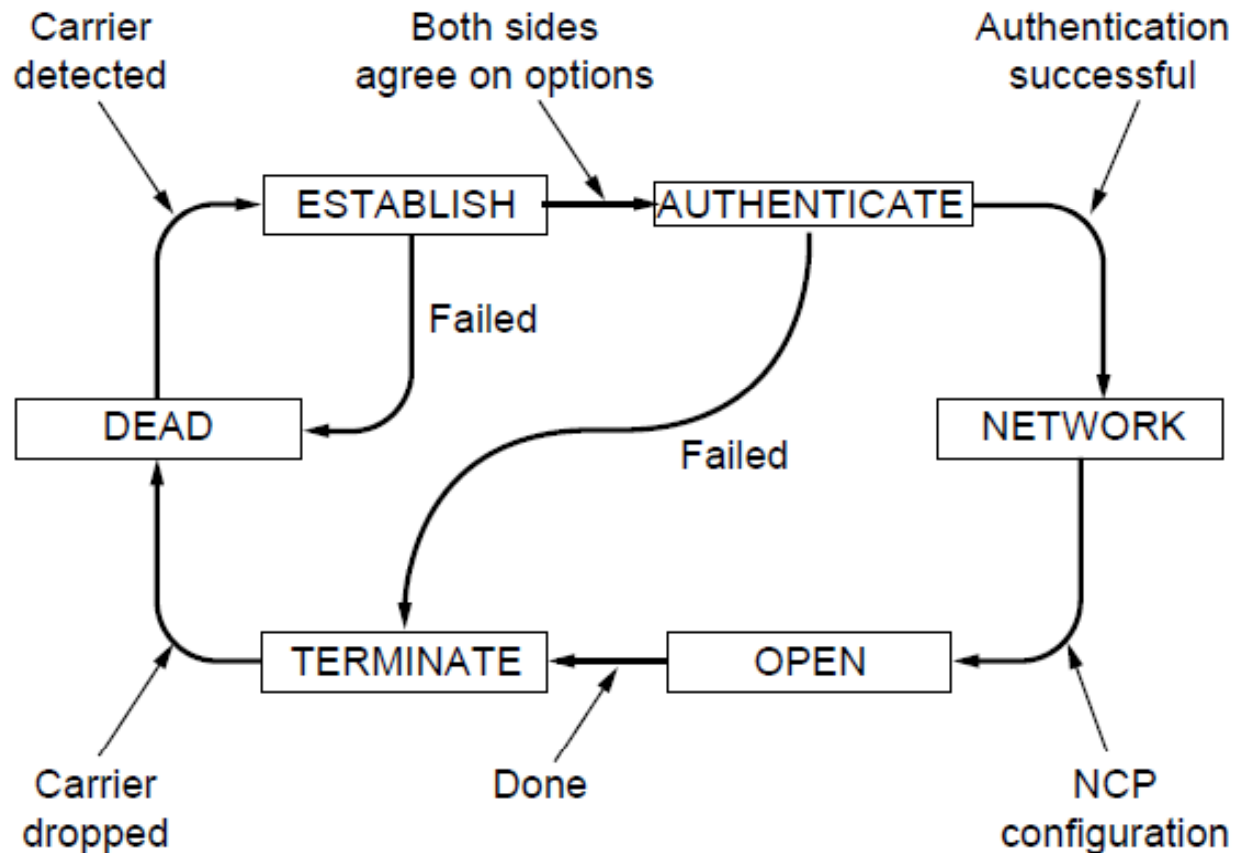 Carrier
detected
Both sides
agree on options
Authentication
successful
ESTABLISH
AUTHENTICATE
Failed
DEAD
NETWORK
Failed
TERMINATE
OPEN
Carrier
dropped
Done
NCP
configuration